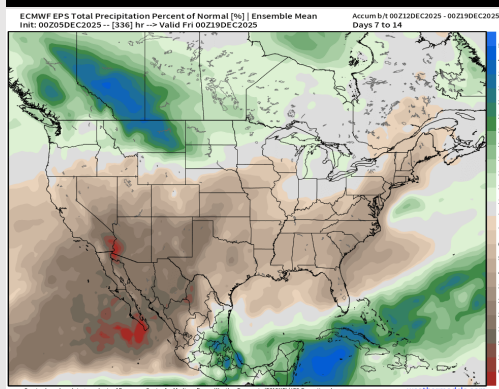 ECMWF EPS Total Precipitation Percent of Normal [%] | Ensemble Mean
Init: 00Z05DEC2025 -- [336] hr --> Valid Fri 00Z19DEC2025
Accum b/t 00Z12DEC2025 - 00Z19DEC2025
Days 7 to 14